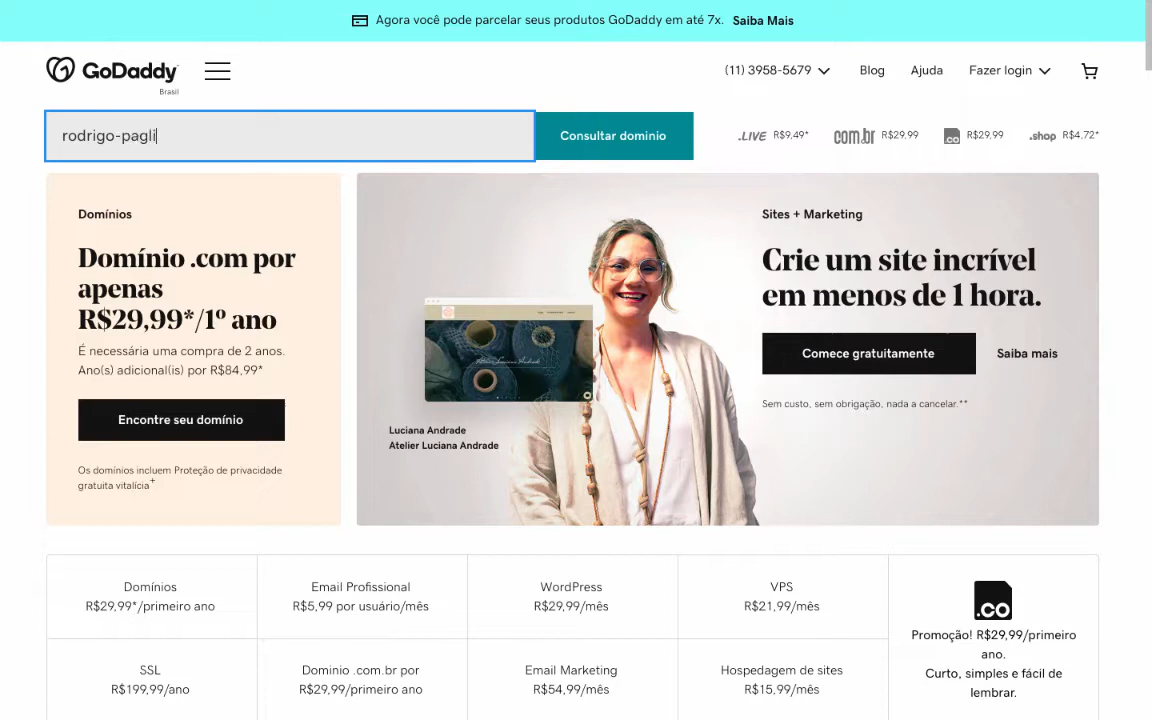 Agora você pode parcelar seus produtos GoDaddy em até 7x. Saiba Mais
GoDaddy
Brasil
(11) 3958-5679
Blog
Ajuda
Fazer login
rodrigo-pagli
Consultar dominio
.LIVE R$9,49*
com.br R$29,99
.co R$29,99
.shop R$4,72*
Domínios
Domínio .com por
apenas
R$29,99*/1º ano
É necessária uma compra de 2 anos.
Ano(s) adicional(is) por R$84,99*
Encontre seu domínio
Os domínios incluem Proteção de privacidade
gratuita vitalícia+
Luciana Andrade
Atelier Luciana Andrade
Sites + Marketing
Crie um site incrível
em menos de 1 hora.
Comece gratuitamente
Saiba mais
Sem custo, sem obrigação, nada a cancelar.**
Domínios
R$29,99*/primeiro ano
Email Profissional
R$5,99 por usuário/mês
WordPress
R$29,99/mês
VPS
R$21,99/mês
.co
Promoção! R$29,99/primeiro
ano.
Curto, simples e fácil de
lembrar.
SSL
R$199,99/ano
Dominio .com.br por
R$29,99/primeiro ano
Email Marketing
R$54,99/mês
Hospedagem de sites
R$15,99/mês